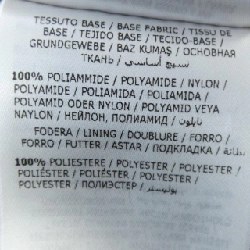 TESSUTO BASE / BASE FABRIC / TISSU DE
BASE / TEJIDO BASE / TECIDO-BASE /
GRUNDGEWEBE / BAZ KUMAŞ / ОСНОВНАЯ
ТКАНЬ / نسيج أساسي /
100% POLIAMMIDE / POLYAMIDE / NYLON /
POLYAMIDE / POLIAMIDA / POLIAMIDA /
POLYAMID ODER NYLON / POLYAMED VEYA
NAYLON / НЕЙЛОН, ПОЛИАМИД / نايلون /
FODERA / LINING / DOUBLURE / FORRO /
FORRO / FUTTER / ASTAR / ПОДКЛАДКА / بطانة /
100% POLIESTERE / POLYESTER / POLYESTER /
POLIÉSTER / POLIÉSTER / POLYESTER /
POLYESTER / ПОЛИЭСТЕР / بوليستر /